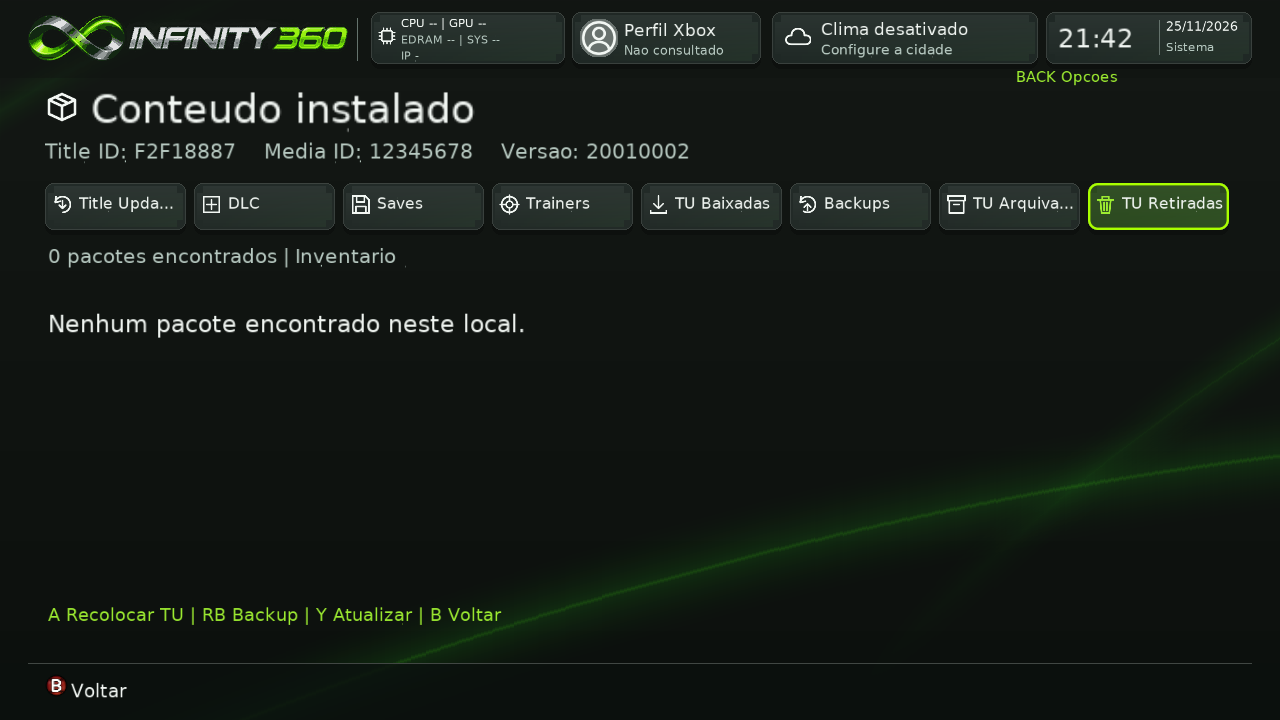 INFINITY 360
CPU -- | GPU --
EDRAM -- | SYS --
IP -
Perfil Xbox
Nao consultado
Clima desativado
Configure a cidade
21:42
25/11/2026
Sistema
BACK Opcoes
Conteudo instalado
Title ID: F2F18887 Media ID: 12345678 Versao: 20010002
Title Upda... DLC Saves Trainers TU Baixadas Backups TU Arquiva... TU Retiradas
0 pacotes encontrados | Inventario
Nenhum pacote encontrado neste local.
A Recolocar TU | RB Backup | Y Atualizar | B Voltar
B Voltar